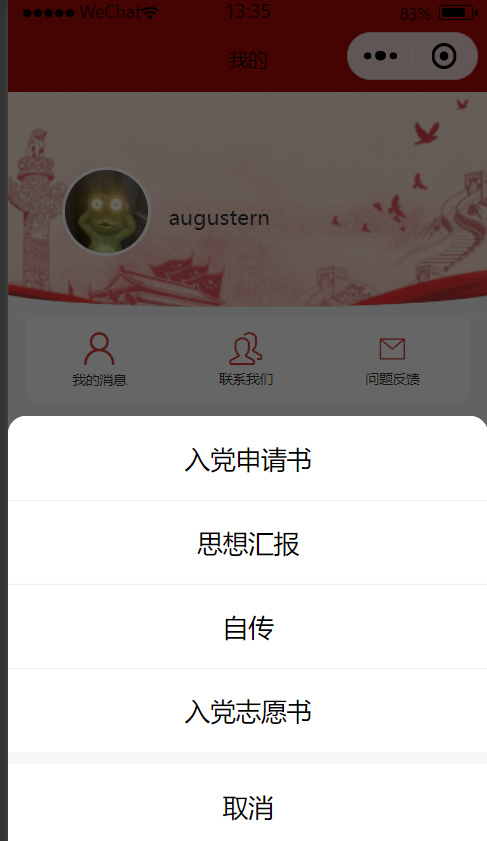 WeChat 13:35 83%
我的
augustern
我的消息 联系我们 问题反馈
入党申请书
思想汇报
自传
入党志愿书
取消